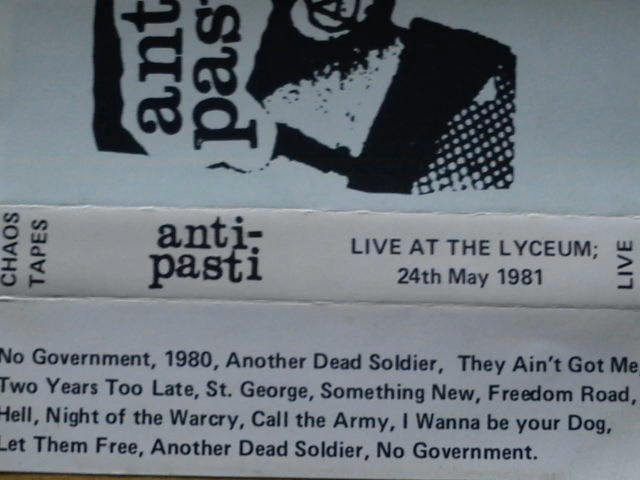 anti-
past
CHAOS
TAPES
anti-
pasti
LIVE AT THE LYCEUM;
24th May 1981
LIVE
No Government, 1980, Another Dead Soldier, They Ain't Got Me,
Two Years Too Late, St. George, Something New, Freedom Road,
Hell, Night of the Warcry, Call the Army, I Wanna be your Dog,
Let Them Free, Another Dead Soldier, No Government.